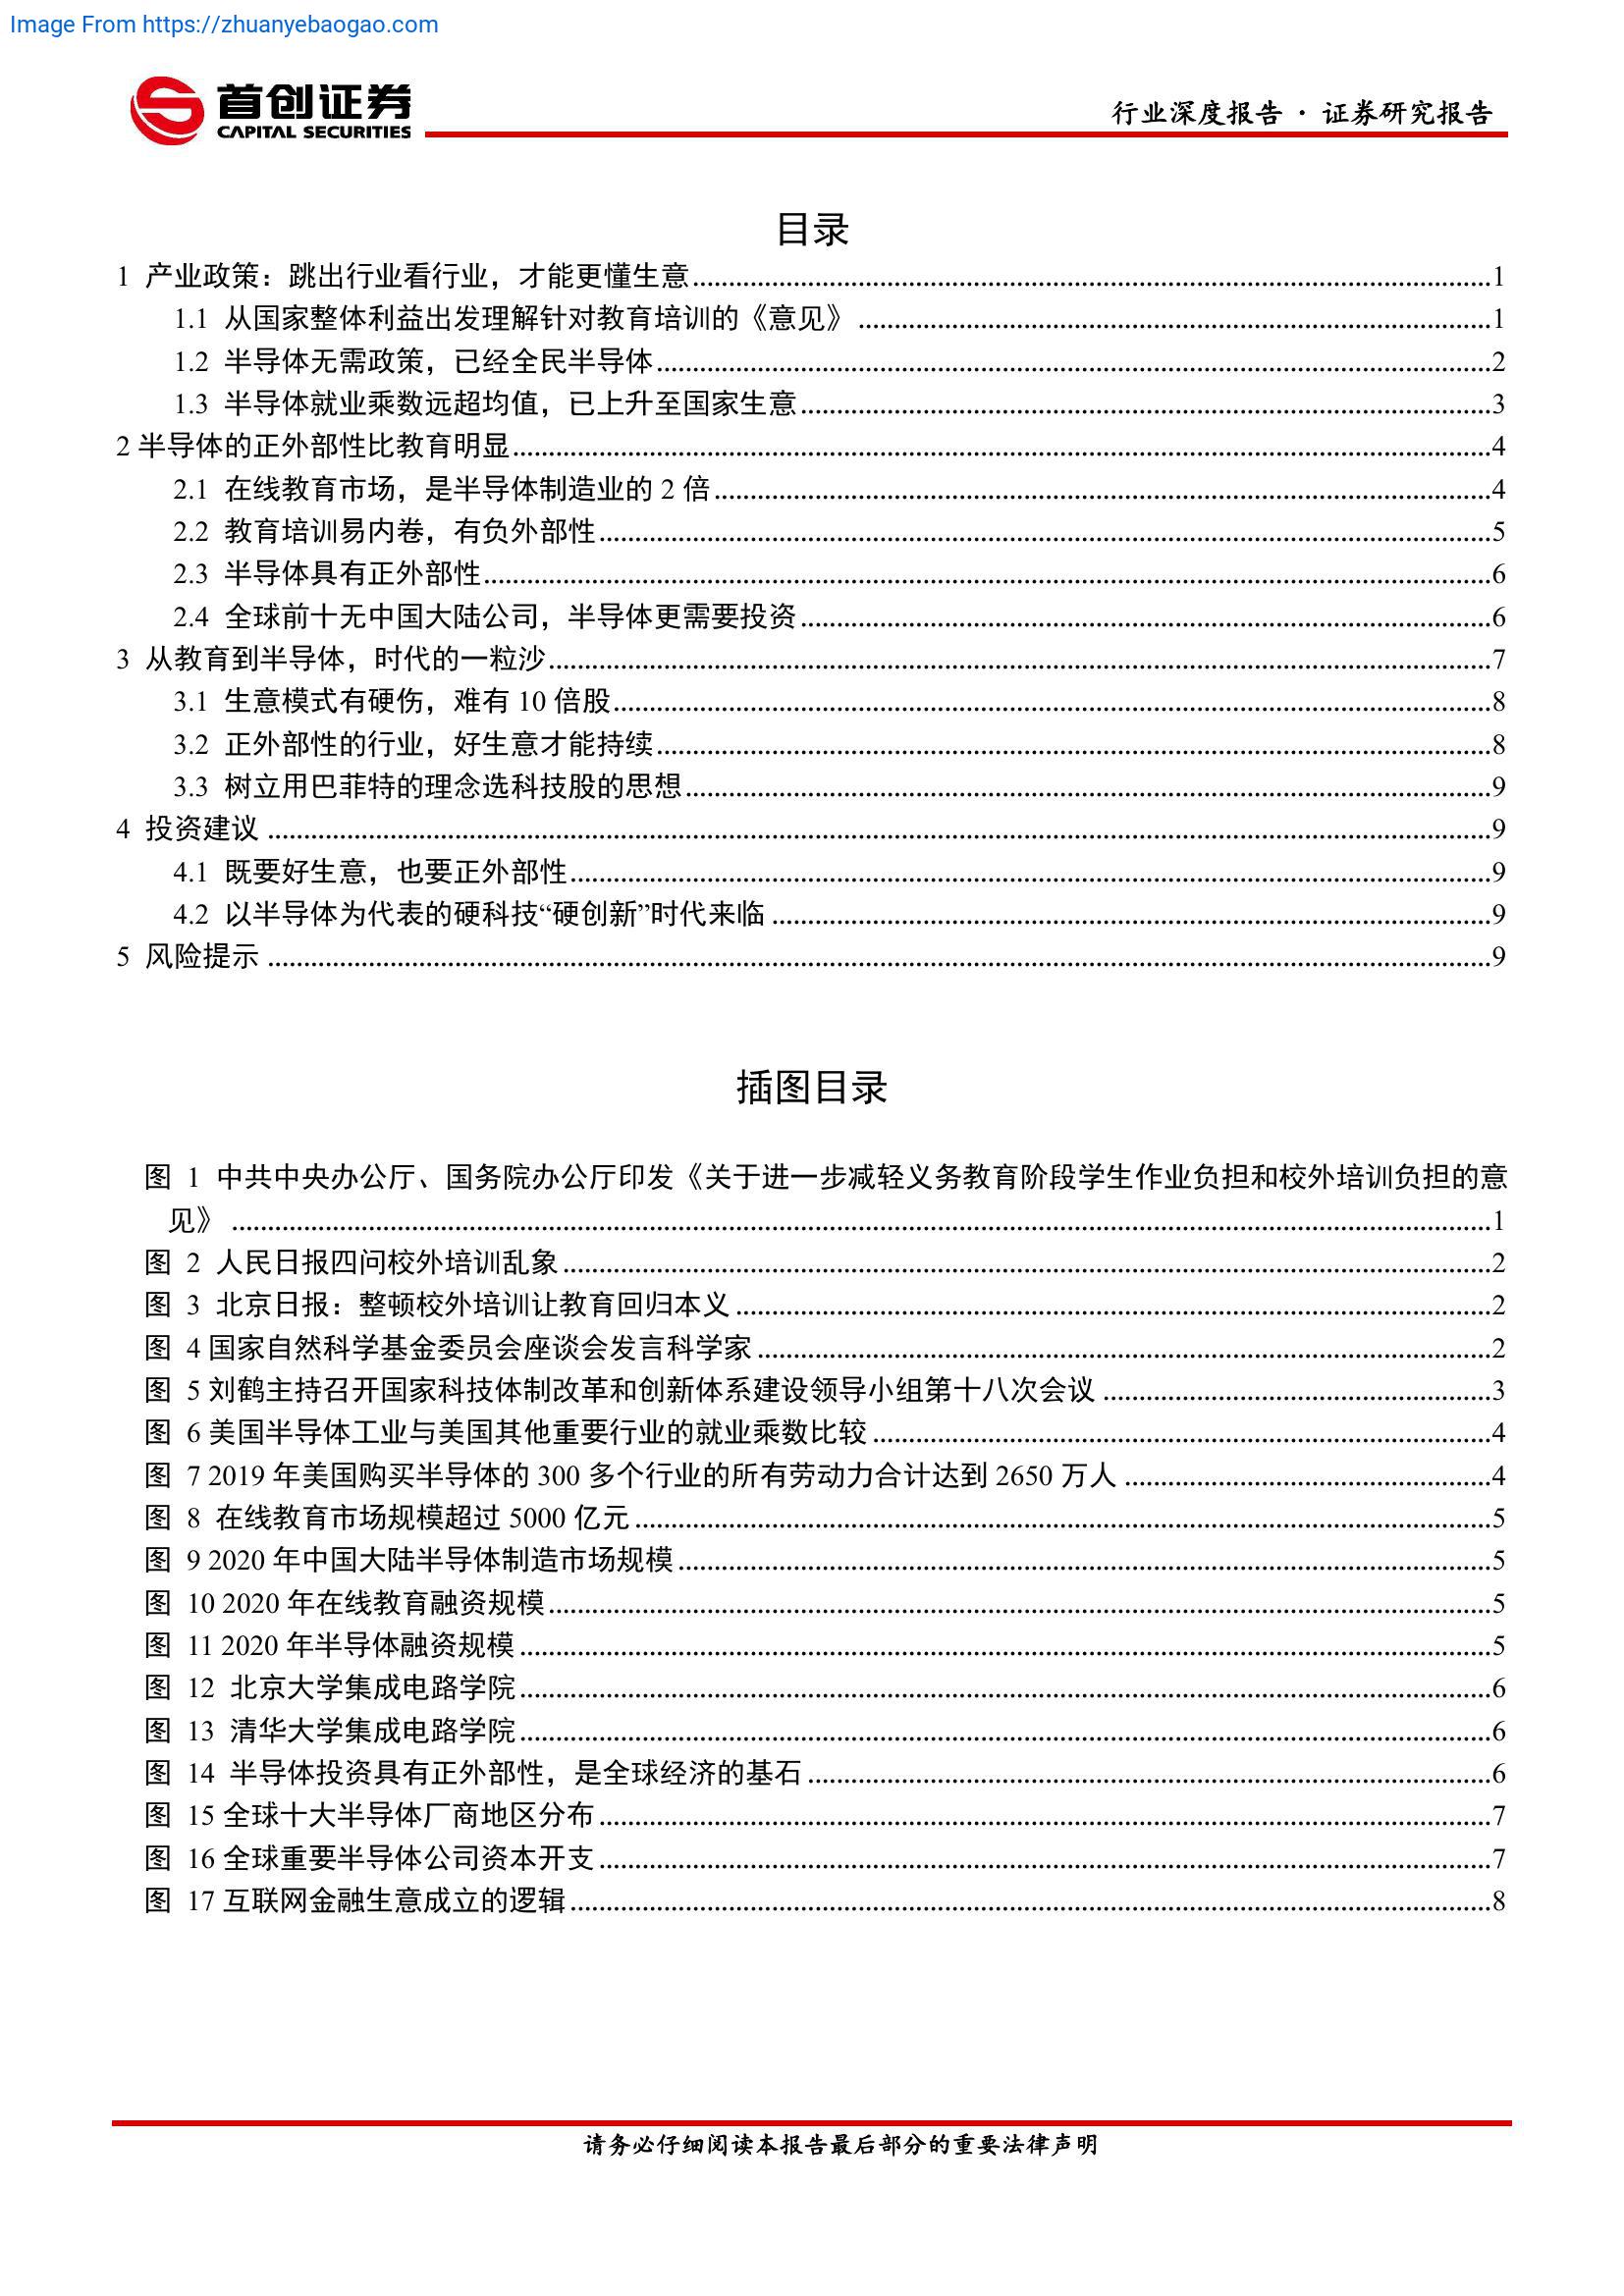 Image From https://zhuanyebaogao.com
首创证券
CAPITAL SECURITIES
行业深度报告 · 证券研究报告
目录
1 产业政策：跳出行业看行业，才能更懂生意........1
1.1 从国家整体利益出发理解针对教育培训的《意见》........1
1.2 半导体无需政策，已经全民半导体........2
1.3 半导体就业乘数远超均值，已上升至国家生意........3
2 半导体的正外部性比教育明显........4
2.1 在线教育市场，是半导体制造业的 2 倍........4
2.2 教育培训易内卷，有负外部性........5
2.3 半导体具有正外部性........6
2.4 全球前十无中国大陆公司，半导体更需要投资........6
3 从教育到半导体，时代的一粒沙........7
3.1 生意模式有硬伤，难有 10 倍股........8
3.2 正外部性的行业，好生意才能持续........8
3.3 树立用巴菲特的理念选科技股的思想........9
4 投资建议........9
4.1 既要好生意，也要正外部性........9
4.2 以半导体为代表的硬科技“硬创新”时代来临........9
5 风险提示........9
插图目录
图 1 中共中央办公厅、国务院办公厅印发《关于进一步减轻义务教育阶段学生作业负担和校外培训负担的意
见》........1
图 2 人民日报四问校外培训乱象........2
图 3 北京日报：整顿校外培训让教育回归本义........2
图 4 国家自然科学基金委员会座谈会发言科学家........2
图 5 刘鹤主持召开国家科技体制改革和创新体系建设领导小组第十八次会议........3
图 6 美国半导体工业与美国其他重要行业的就业乘数比较........4
图 7 2019 年美国购买半导体的 300 多个行业的所有劳动力合计达到 2650 万人........4
图 8 在线教育市场规模超过 5000 亿元........5
图 9 2020 年中国大陆半导体制造市场规模........5
图 10 2020 年在线教育融资规模........5
图 11 2020 年半导体融资规模........5
图 12 北京大学集成电路学院........6
图 13 清华大学集成电路学院........6
图 14 半导体投资具有正外部性，是全球经济的基石........6
图 15 全球十大半导体厂商地区分布........7
图 16 全球重要半导体公司资本开支........7
图 17 互联网金融生意成立的逻辑........8
请务必仔细阅读本报告最后部分的重要法律声明